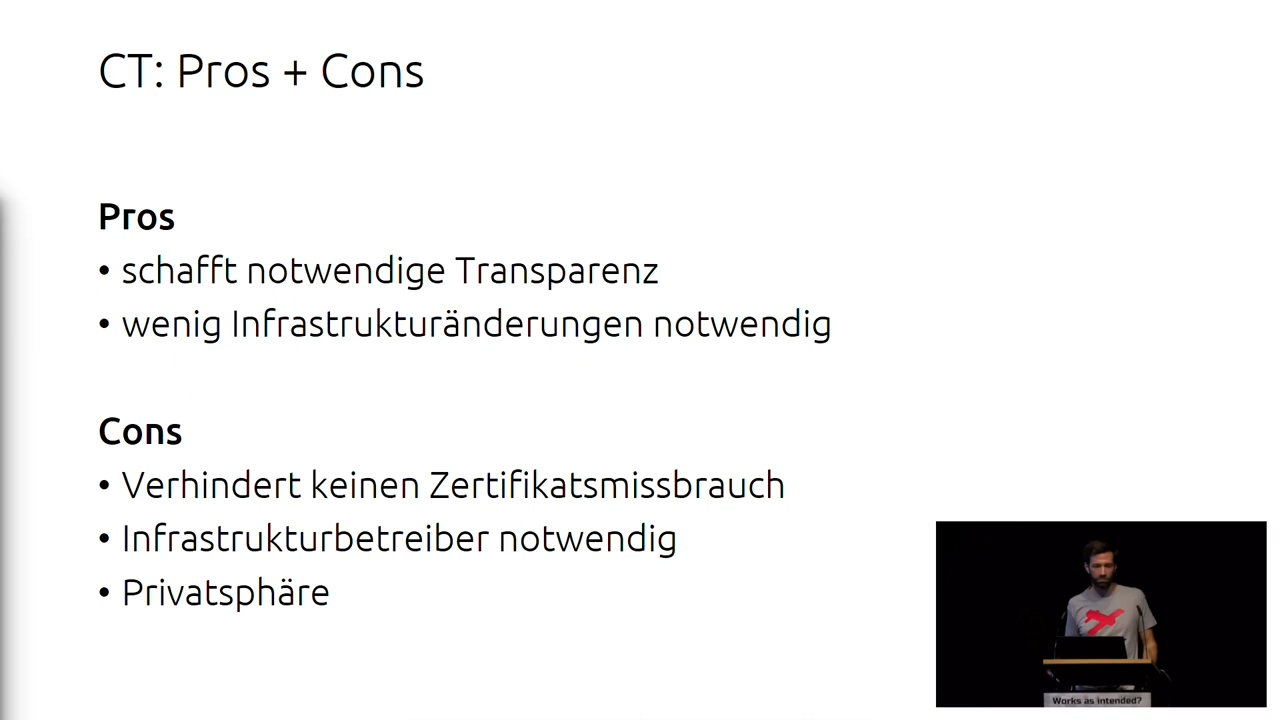 CT: Pros + Cons
Pros
• schafft notwendige Transparenz
• wenig Infrastrukturänderungen notwendig
Cons
• Verhindert keinen Zertifikatsmissbrauch
• Infrastrukturbetreiber notwendig
• Privatsphäre
Works as intended?